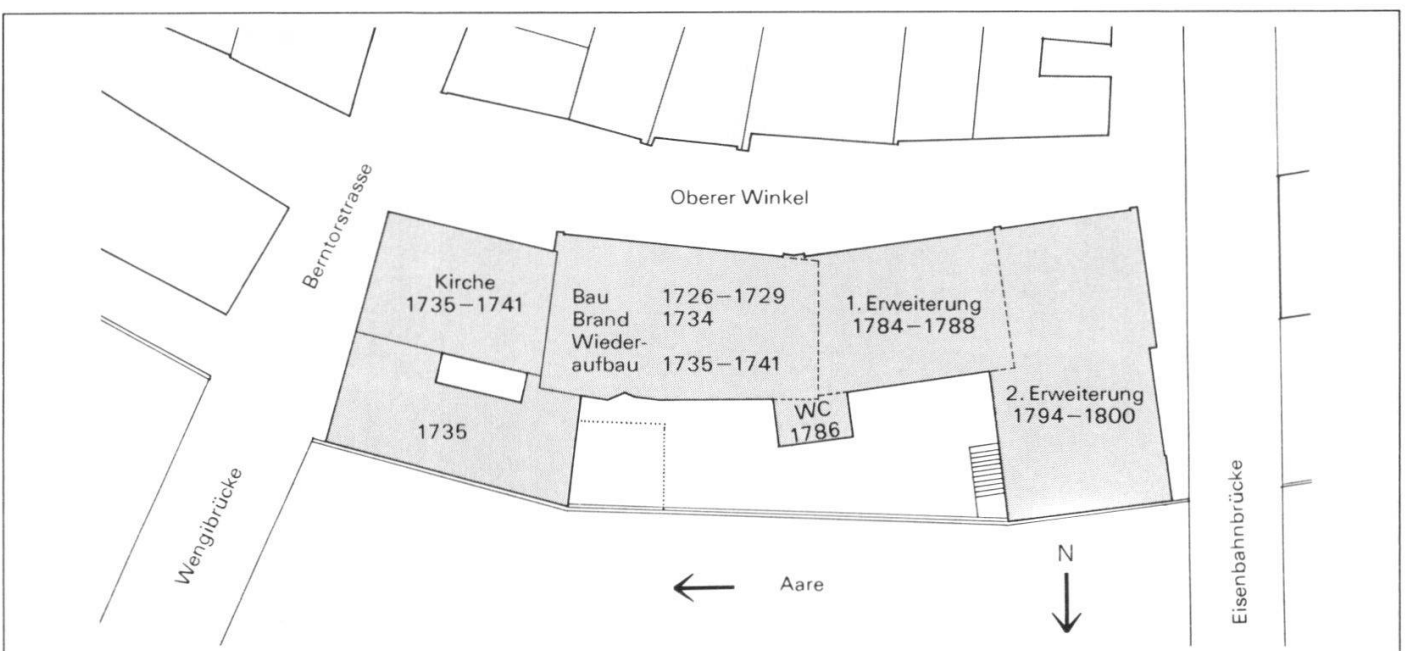 Oberer Winkel
Berntorstrasse
Kirche
1735–1741
Bau 1726–1729
Brand 1734
Wieder-
aufbau 1735–1741
1. Erweiterung
1784–1788
2. Erweiterung
1794–1800
WC
1786
1735
Wengibrücke
Aare
N
Eisenbahnbrücke